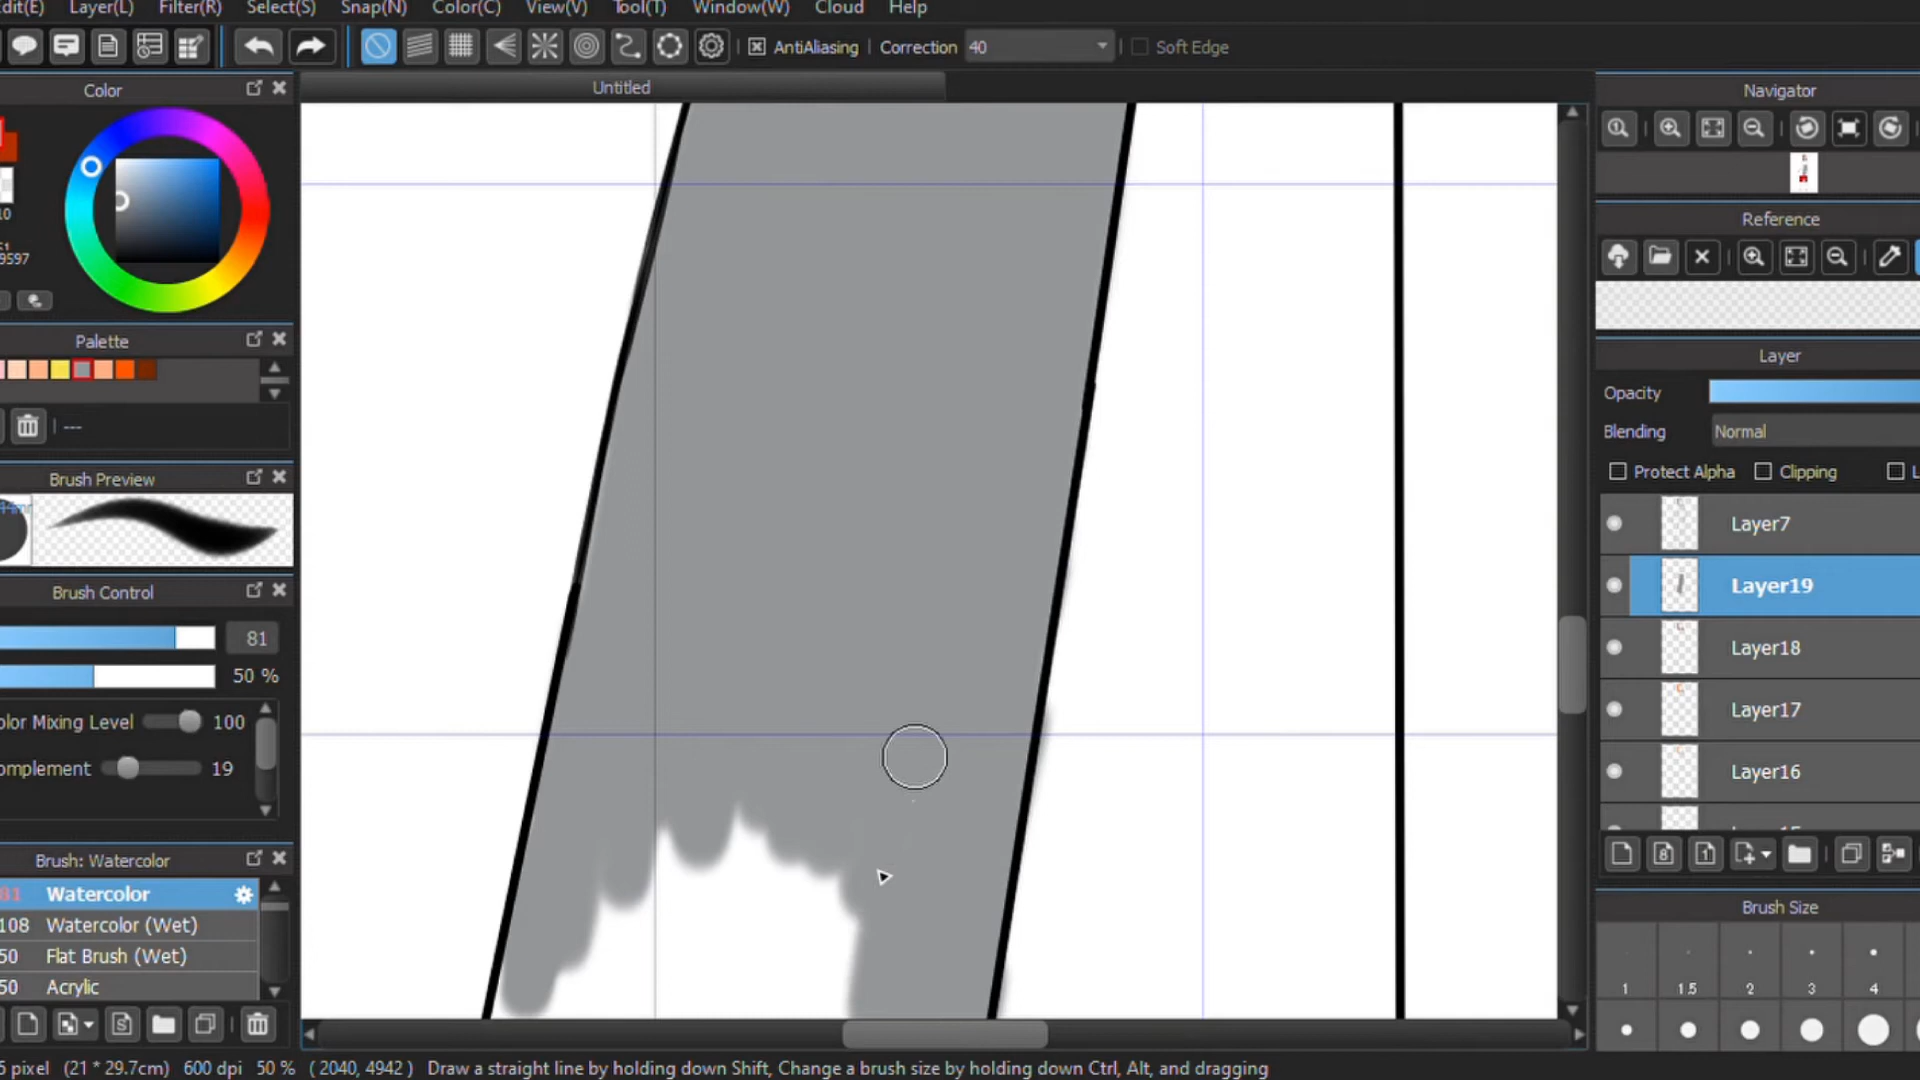 dit(E) Layer(L) Filter(R) Select(S) Snap(N) Color(C) View(V) Tool(T) Window(W) Cloud Help
AntiAliasing Correction 40 Soft Edge
Color
Untitled
Navigator
10
9597
Reference
Palette
---
Layer
Opacity
Blending Normal
Protect Alpha Clipping L
Brush Preview
Layer7
Layer19
Layer18
Layer17
Layer16
Brush Control
81
50 %
olor Mixing Level 100
omplement 19
Brush: Watercolor
81 Watercolor
108 Watercolor (Wet)
50 Flat Brush (Wet)
50 Acrylic
Brush Size
1 1.5 2 3 4
5 pixel (21 * 29.7cm) 600 dpi 50 % ( 2040, 4942 ) Draw a straight line by holding down Shift, Change a brush size by holding down Ctrl, Alt, and dragging